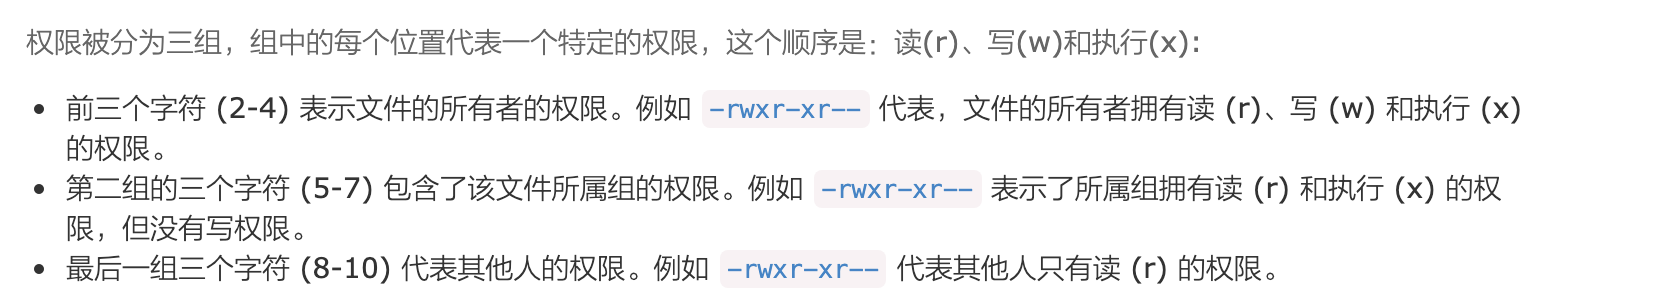 权限被分为三组，组中的每个位置代表一个特定的权限，这个顺序是：读(r)、写(w)和执行(x):
• 前三个字符 (2-4) 表示文件的所有者的权限。例如 -rwxr-xr-- 代表，文件的所有者拥有读 (r)、写 (w) 和执行 (x)
的权限。
• 第二组的三个字符 (5-7) 包含了该文件所属组的权限。例如 -rwxr-xr-- 表示了所属组拥有读 (r) 和执行 (x) 的权
限，但没有写权限。
• 最后一组三个字符 (8-10) 代表其他人的权限。例如 -rwxr-xr-- 代表其他人只有读 (r) 的权限。